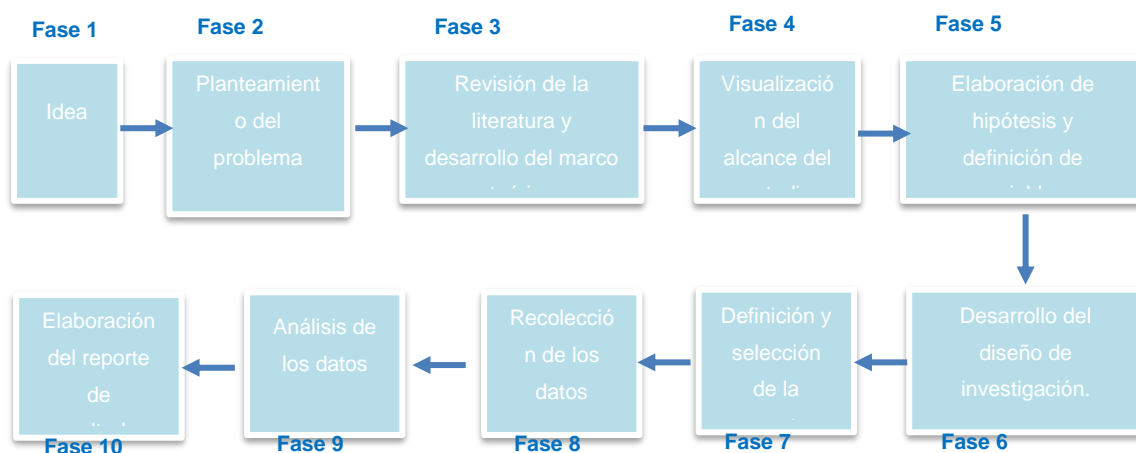 Fase 1
Fase 2
Fase 3
Fase 4
Fase 5
Idea
Planteamient
o del
problema
Revisión de la
literatura y
desarrollo del marco
Visualizació
n del
alcance del
Elaboración de
hipótesis y
definición de
Elaboración
del reporte
de
Análisis de
los datos
Recolecció
n de los
datos
Definición y
selección
de la
Desarrollo del
diseño de
investigación.
Fase 10
Fase 9
Fase 8
Fase 7
Fase 6